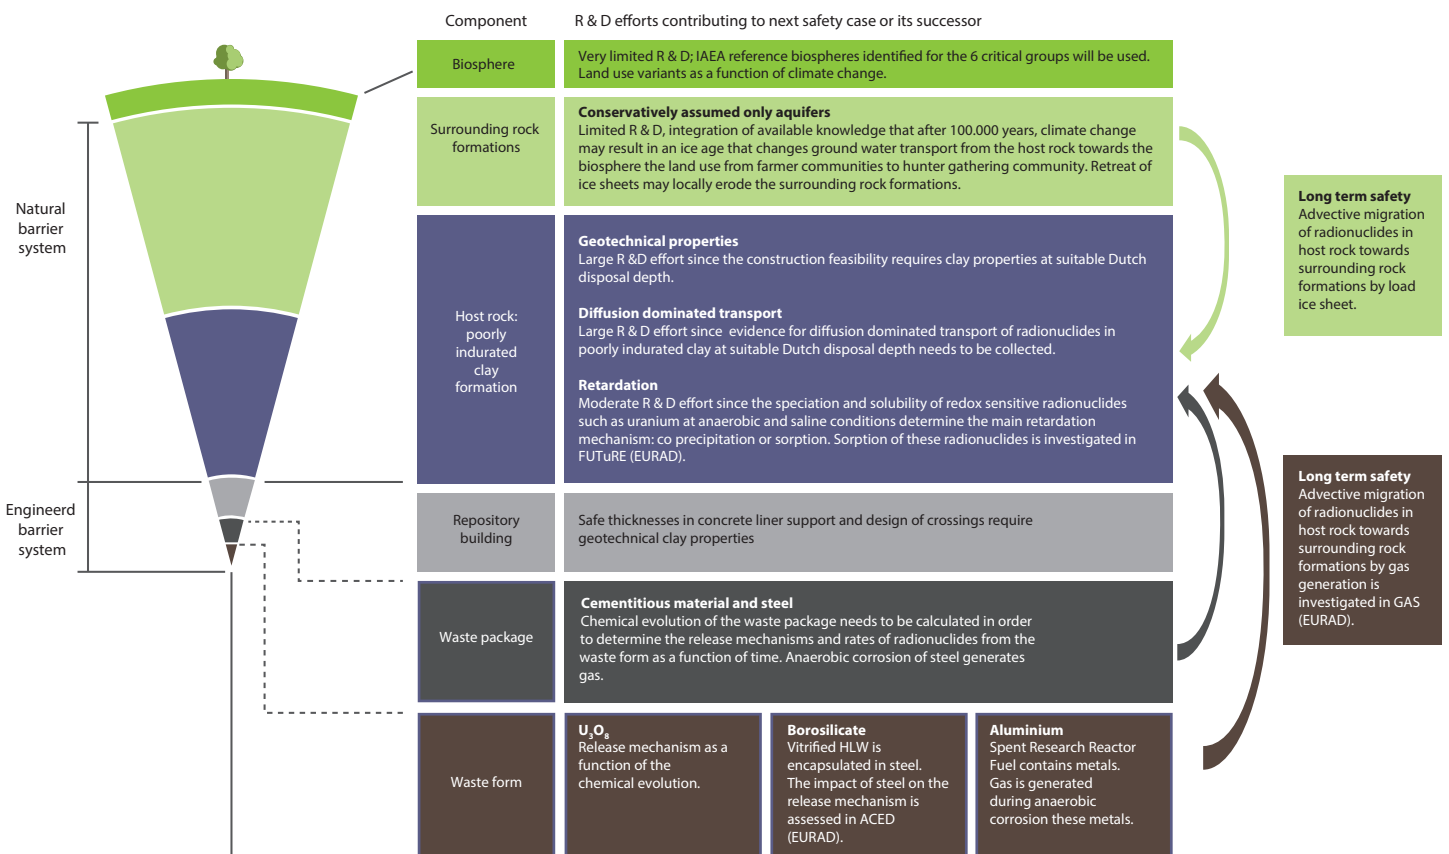 Component
R & D efforts contributing to next safety case or its successor
Biosphere
Very limited R & D; IAEA reference biospheres identified for the 6 critical groups will be used.
Land use variants as a function of climate change.
Surrounding rock
formations
Conservatively assumed only aquifers
Limited R & D, integration of available knowledge that after 100.000 years, climate change
may result in an ice age that changes ground water transport from the host rock towards the
biosphere the land use from farmer communities to hunter gathering community. Retreat of
ice sheets may locally erode the surrounding rock formations.
Natural
barrier
system
Host rock:
poorly
indurated
clay
formation
Geotechnical properties
Large R &D effort since the construction feasibility requires clay properties at suitable Dutch
disposal depth.
Diffusion dominated transport
Large R & D effort since evidence for diffusion dominated transport of radionuclides in
poorly indurated clay at suitable Dutch disposal depth needs to be collected.
Retardation
Moderate R & D effort since the speciation and solubility of redox sensitive radionuclides
such as uranium at anaerobic and saline conditions determine the main retardation
mechanism: co precipitation or sorption. Sorption of these radionuclides is investigated in
FUTuRE (EURAD).
Long term safety
Advective migration
of radionuclides in
host rock towards
surrounding rock
formations by load
ice sheet.
Engineerd
barrier
system
Repository
building
Safe thicknesses in concrete liner support and design of crossings require
geotechnical clay properties
Long term safety
Advective migration
of radionuclides in
host rock towards
surrounding rock
formations by gas
generation is
investigated in GAS
(EURAD).
Waste package
Cementitious material and steel
Chemical evolution of the waste package needs to be calculated in order
to determine the release mechanisms and rates of radionuclides from the
waste form as a function of time. Anaerobic corrosion of steel generates
gas.
Waste form
U₃O₈
Release mechanism as a
function of the
chemical evolution.
Borosilicate
Vitrified HLW is
encapsulated in steel.
The impact of steel on the
release mechanism is
assessed in ACED
(EURAD).
Aluminium
Spent Research Reactor
Fuel contains metals.
Gas is generated
during anaerobic
corrosion these metals.